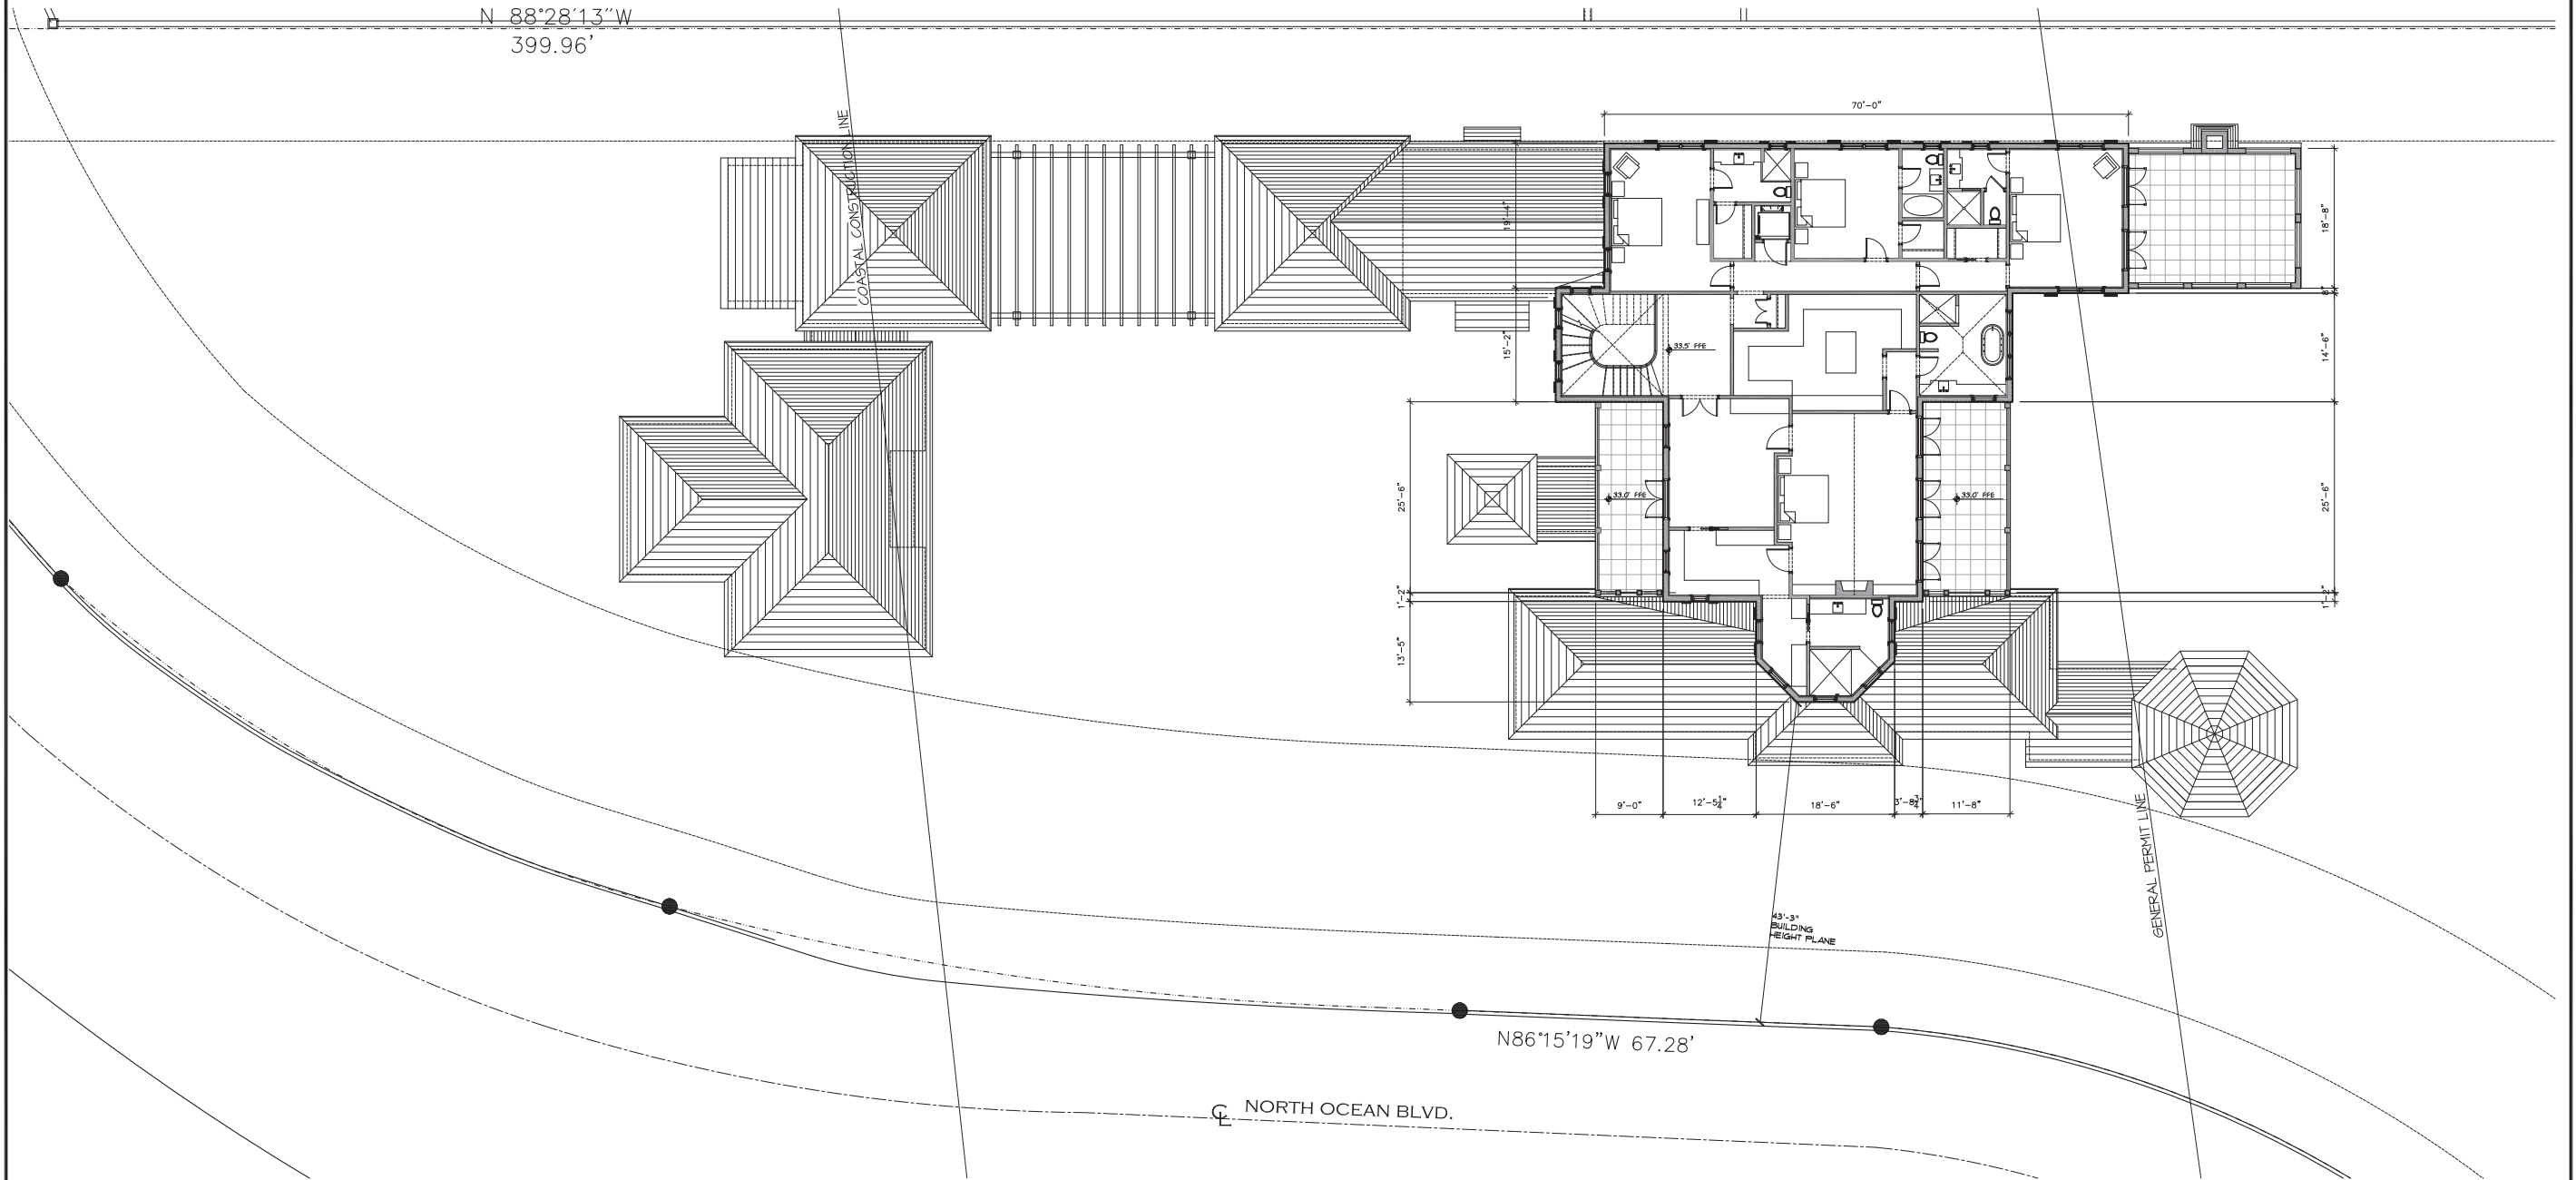 N 88°28'13"W
399.96'
COASTAL CONSTRUCTION LINE
70'-0"
19'-4"
18'-8"
8"
15'-2"
33.5' FFE
14'-6"
25'-6"
33.0' FFE
33.0' FFE
25'-6"
1'-2"
1'-2"
13'-5"
9'-0"
12'-5¼"
18'-6"
3'-8¾"
11'-8"
GENERAL PERMIT LINE
43'-3"
BUILDING
HEIGHT PLANE
N86°15'19"W 67.28'
℄ NORTH OCEAN BLVD.